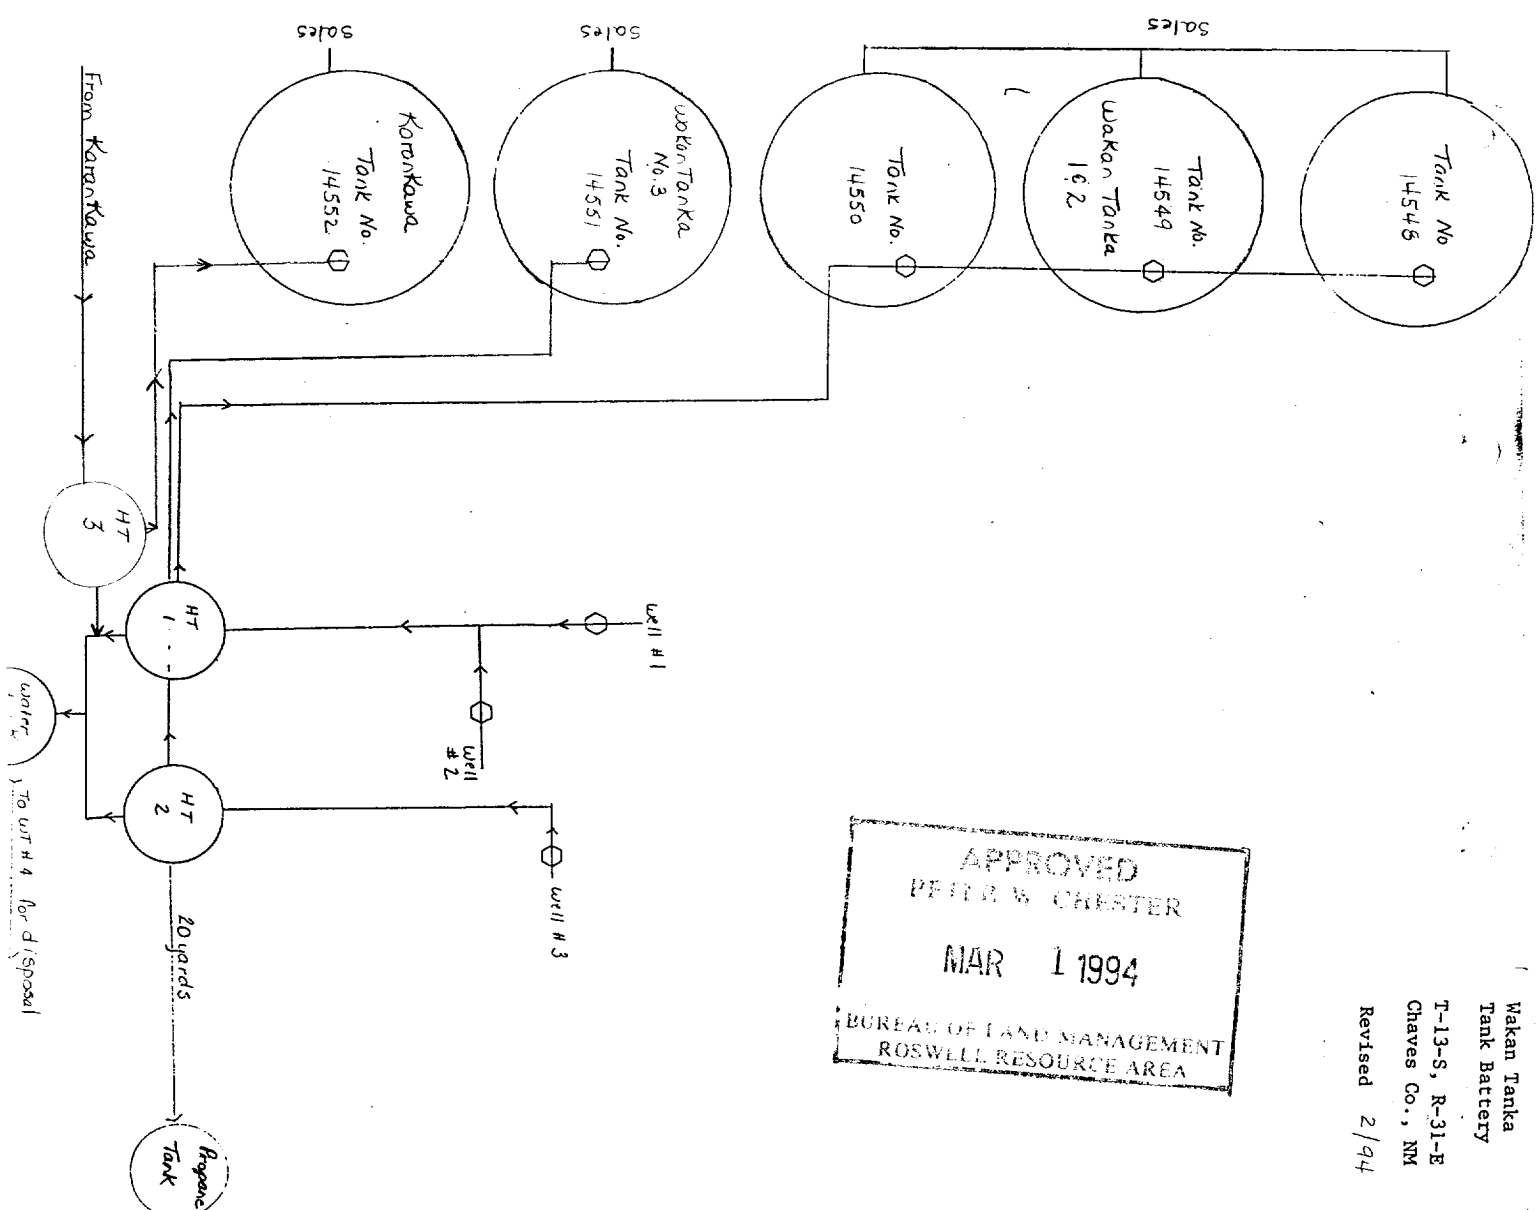 Wakan Tanka
Tank Battery
T-13-S, R-31-E
Chaves Co., NM
Revised 2/94
sales
Tank No
14548
Tank No.
14549
Wakan Tanka
1 & 2
Tank No.
14550
sales
Wakan Tanka
No. 3
Tank No.
14551
sales
Korankawa
Tank No.
14552
From Karankawa
HT
3
HT
1
HT
2
Well #1
Well
#2
Well #3
water
To WT #4 for disposal
20 yards
Propane
Tank
APPROVED
PETER W CHESTER
MAR 1 1994
BUREAU OF LAND MANAGEMENT
ROSWELL RESOURCE AREA